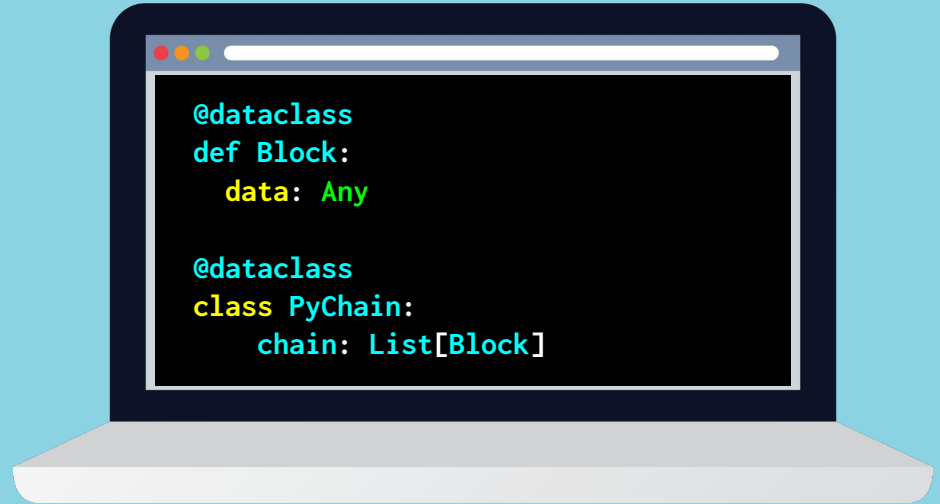 @dataclass
def Block:
  data: Any
@dataclass
class PyChain:
    chain: List[Block]